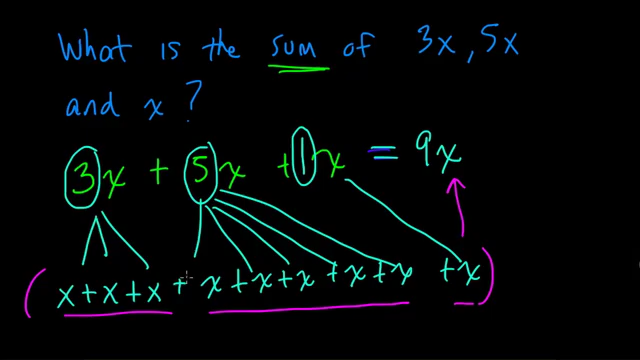 What is the sum of 3x, 5x
and x ?
3x + 5x + 1x = 9x
( x + x + x + x + x + x + x + x + x )